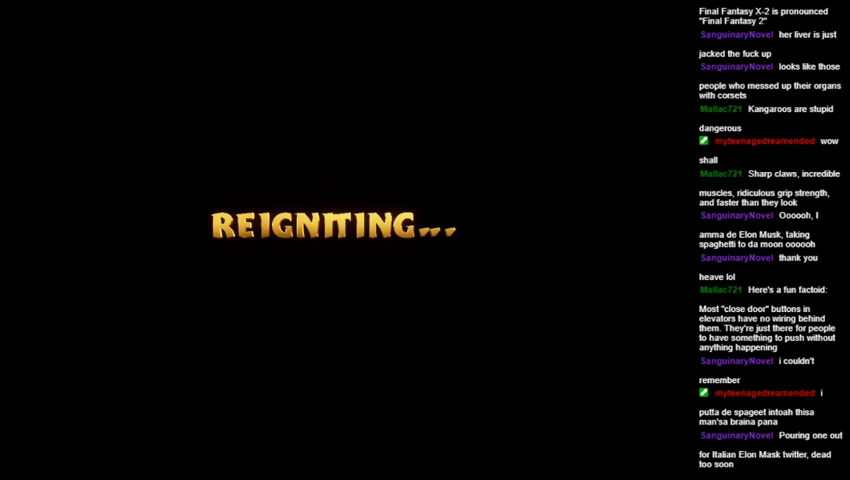 REIGNITING...
Final Fantasy X-2 is pronounced
"Final Fantasy 2"
SanguinaryNovel her liver is just
jacked the fuck up
SanguinaryNovel looks like those
people who messed up their organs
with corsets
Mallac721 Kangaroos are stupid
dangerous
myteenagedreamended wow
shall
Mallac721 Sharp claws, incredible
muscles, ridiculous grip strength,
and faster than they look
SanguinaryNovel Oooooh, I
amma de Elon Musk, taking
spaghetti to da moon oooooh
SanguinaryNovel thank you
heave lol
Mallac721 Here's a fun factoid:
Most "close door" buttons in
elevators have no wiring behind
them. They're just there for people
to have something to push without
anything happening
SanguinaryNovel i couldn't
remember
myteenagedreamended i
putta de spageet intoah thisa
man'sa braina pana
SanguinaryNovel Pouring one out
for Italian Elon Mask twitter, dead
too soon